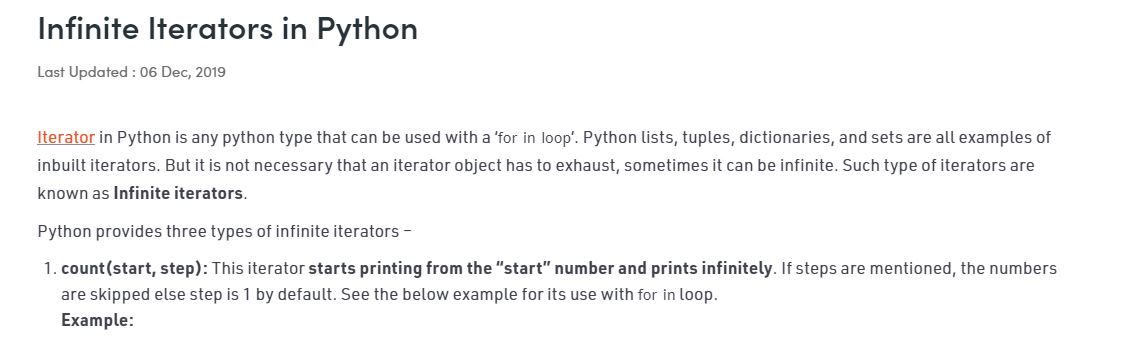 Infinite Iterators in Python
Last Updated : 06 Dec, 2019
Iterator in Python is any python type that can be used with a ‘for in loop‘. Python lists, tuples, dictionaries, and sets are all examples of
inbuilt iterators. But it is not necessary that an iterator object has to exhaust, sometimes it can be infinite. Such type of iterators are
known as Infinite iterators.
Python provides three types of infinite iterators –
1. count(start, step): This iterator starts printing from the “start” number and prints infinitely. If steps are mentioned, the numbers
are skipped else step is 1 by default. See the below example for its use with for in loop.
Example: